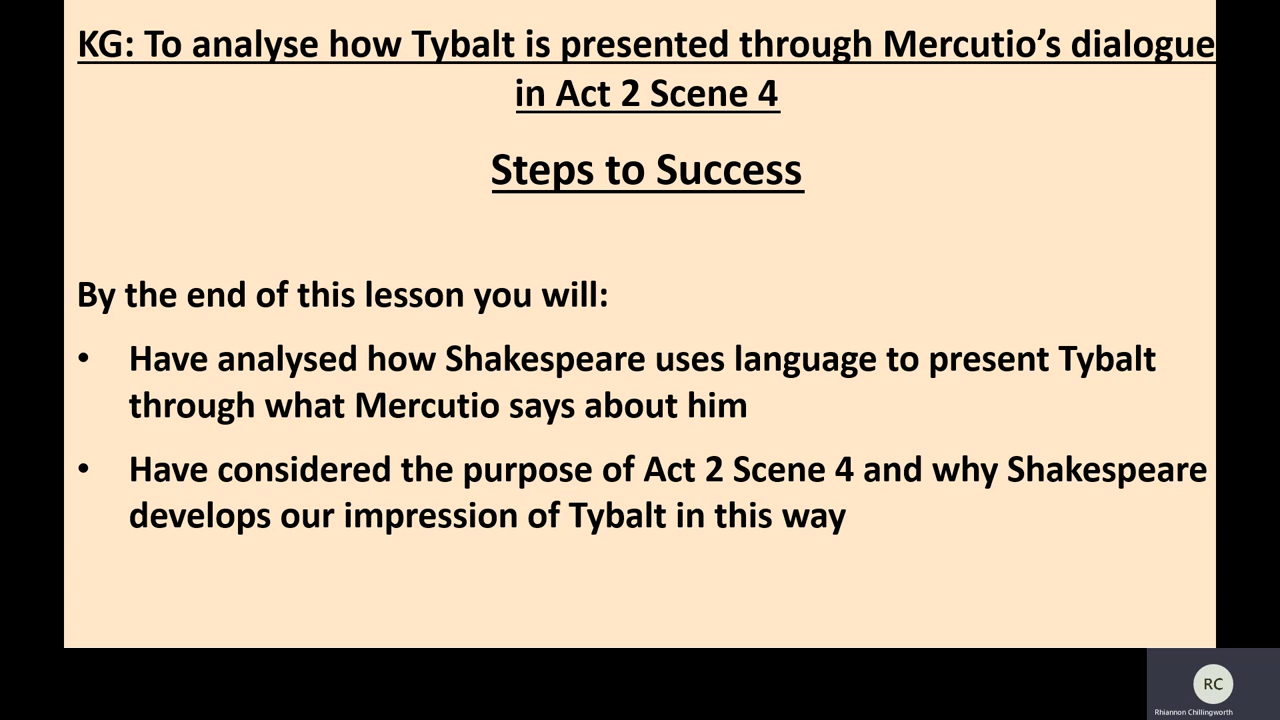 KG: To analyse how Tybalt is presented through Mercutio’s dialogue
in Act 2 Scene 4
Steps to Success
By the end of this lesson you will:
• Have analysed how Shakespeare uses language to present Tybalt
through what Mercutio says about him
• Have considered the purpose of Act 2 Scene 4 and why Shakespeare
develops our impression of Tybalt in this way
RC
Rhiannon Chillingworth